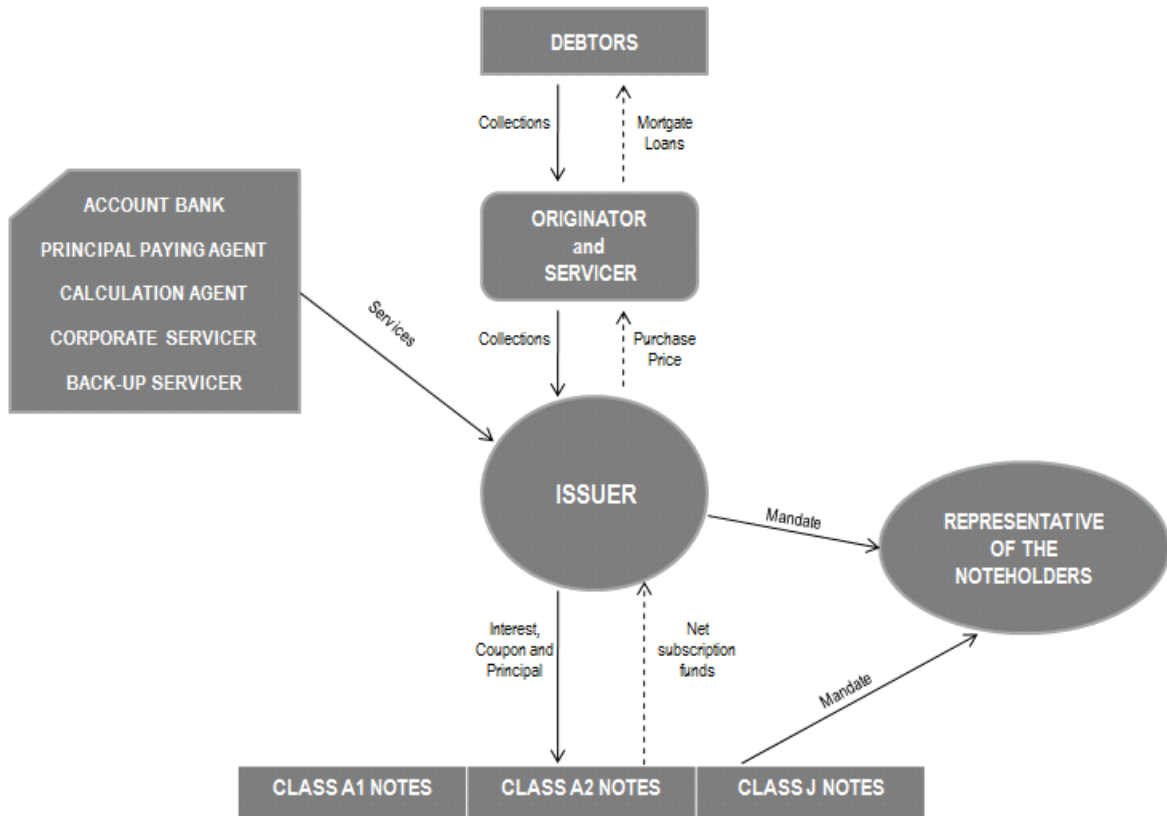 DEBTORS
Collections
Mortgate
Loans
ACCOUNT BANK
PRINCIPAL PAYING AGENT
CALCULATION AGENT
CORPORATE SERVICER
BACK-UP SERVICER
ORIGINATOR
and
SERVICER
Services
Collections
Purchase
Price
ISSUER
Mandate
REPRESENTATIVE
OF THE
NOTEHOLDERS
Interest,
Coupon and
Principal
Net
subscription
funds
Mandate
CLASS A1 NOTES
CLASS A2 NOTES
CLASS J NOTES